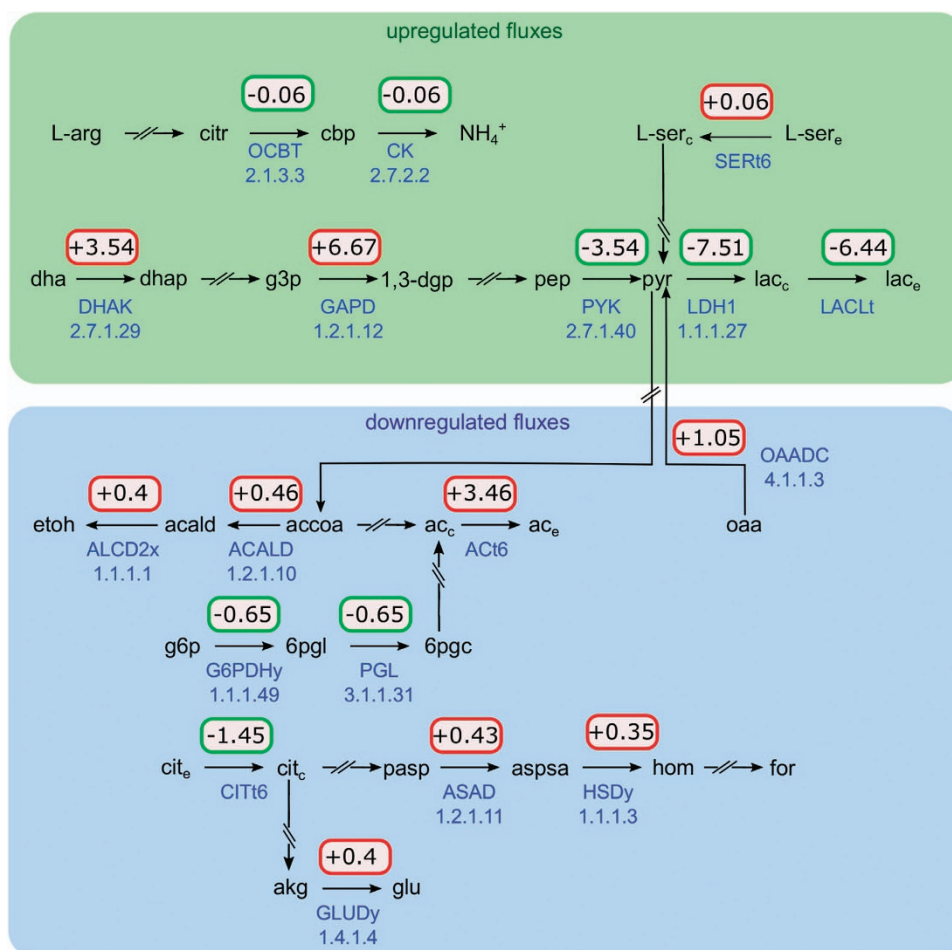 upregulated fluxes
-0.06 -0.06 +0.06
L-arg citr cbp NH₄⁺ L-serc L-sere
OCBT CK SERt6
2.1.3.3 2.7.2.2
+3.54 +6.67 -3.54 -7.51 -6.44
dha dhap g3p 1,3-dgp pep pyr lacc lace
DHAK GAPD PYK LDH1 LACLt
2.7.1.29 1.2.1.12 2.7.1.40 1.1.1.27
downregulated fluxes
+1.05 OAADC
4.1.1.3
+0.4 +0.46 +3.46
etoh acald accoa acc ace oaa
ALCD2x ACALD ACt6
1.1.1.1 1.2.1.10
-0.65 -0.65
g6p 6pgl 6pgc
G6PDHy PGL
1.1.1.49 3.1.1.31
-1.45 +0.43 +0.35
cite citc pasp aspsa hom for
CITt6 ASAD HSDy
1.2.1.11 1.1.1.3
+0.4
akg glu
GLUDy
1.4.1.4